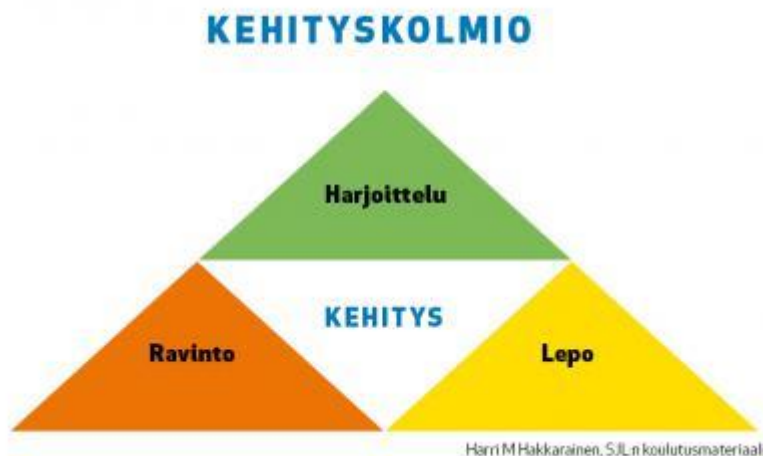 KEHITYSKOLMIO
Harjoittelu
KEHITYS
Ravinto
Lepo
Harri M Hakkarainen, SJL:n koulutusmateriaali